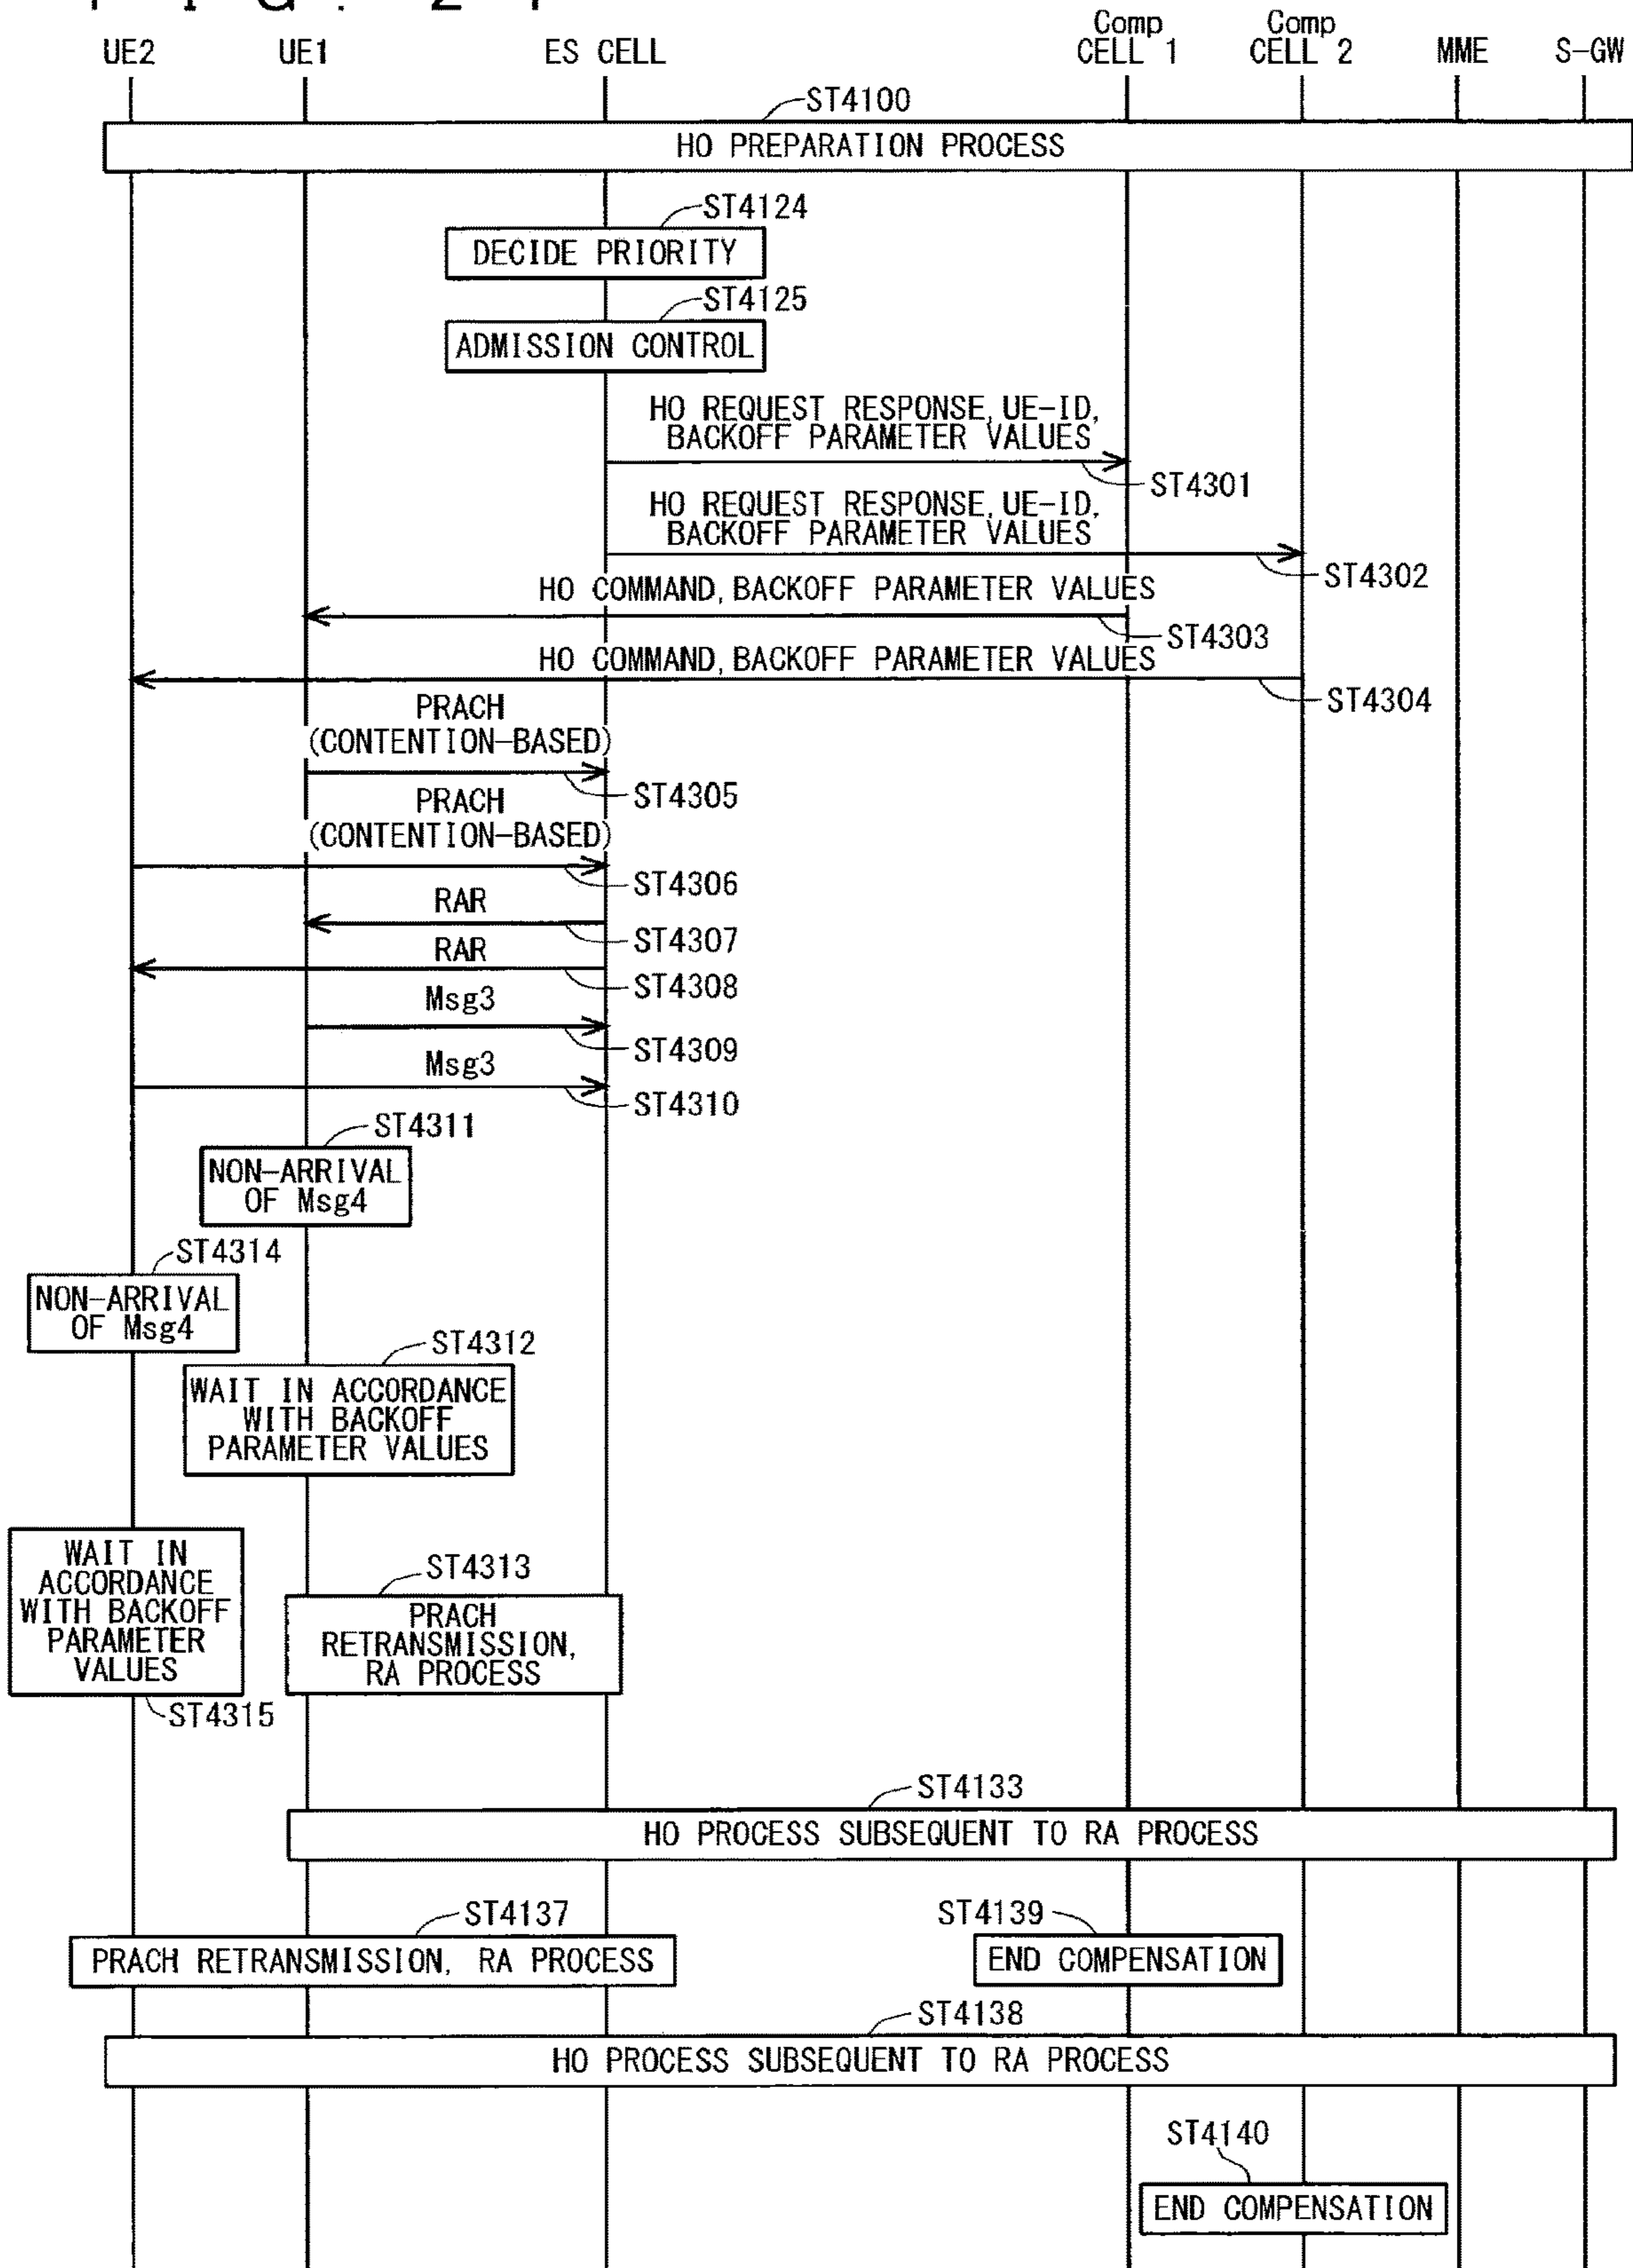 UE2 UE1 ES CELL Comp CELL 1 Comp CELL 2 MME S-GW
ST4100
HO PREPARATION PROCESS
ST4124
DECIDE PRIORITY
ST4125
ADMISSION CONTROL
HO REQUEST RESPONSE, UE-ID,
BACKOFF PARAMETER VALUES
ST4301
HO REQUEST RESPONSE, UE-ID,
BACKOFF PARAMETER VALUES
ST4302
HO COMMAND, BACKOFF PARAMETER VALUES
ST4303
HO COMMAND, BACKOFF PARAMETER VALUES
ST4304
PRACH
(CONTENTION-BASED)
ST4305
PRACH
(CONTENTION-BASED)
ST4306
RAR
ST4307
RAR
ST4308
Msg3
ST4309
Msg3
ST4310
ST4311
NON-ARRIVAL
OF Msg4
ST4314
NON-ARRIVAL
OF Msg4
ST4312
WAIT IN ACCORDANCE
WITH BACKOFF
PARAMETER VALUES
WAIT IN
ACCORDANCE
WITH BACKOFF
PARAMETER
VALUES
ST4315
ST4313
PRACH
RETRANSMISSION,
RA PROCESS
ST4133
HO PROCESS SUBSEQUENT TO RA PROCESS
ST4137
PRACH RETRANSMISSION, RA PROCESS
ST4139
END COMPENSATION
ST4138
HO PROCESS SUBSEQUENT TO RA PROCESS
ST4140
END COMPENSATION